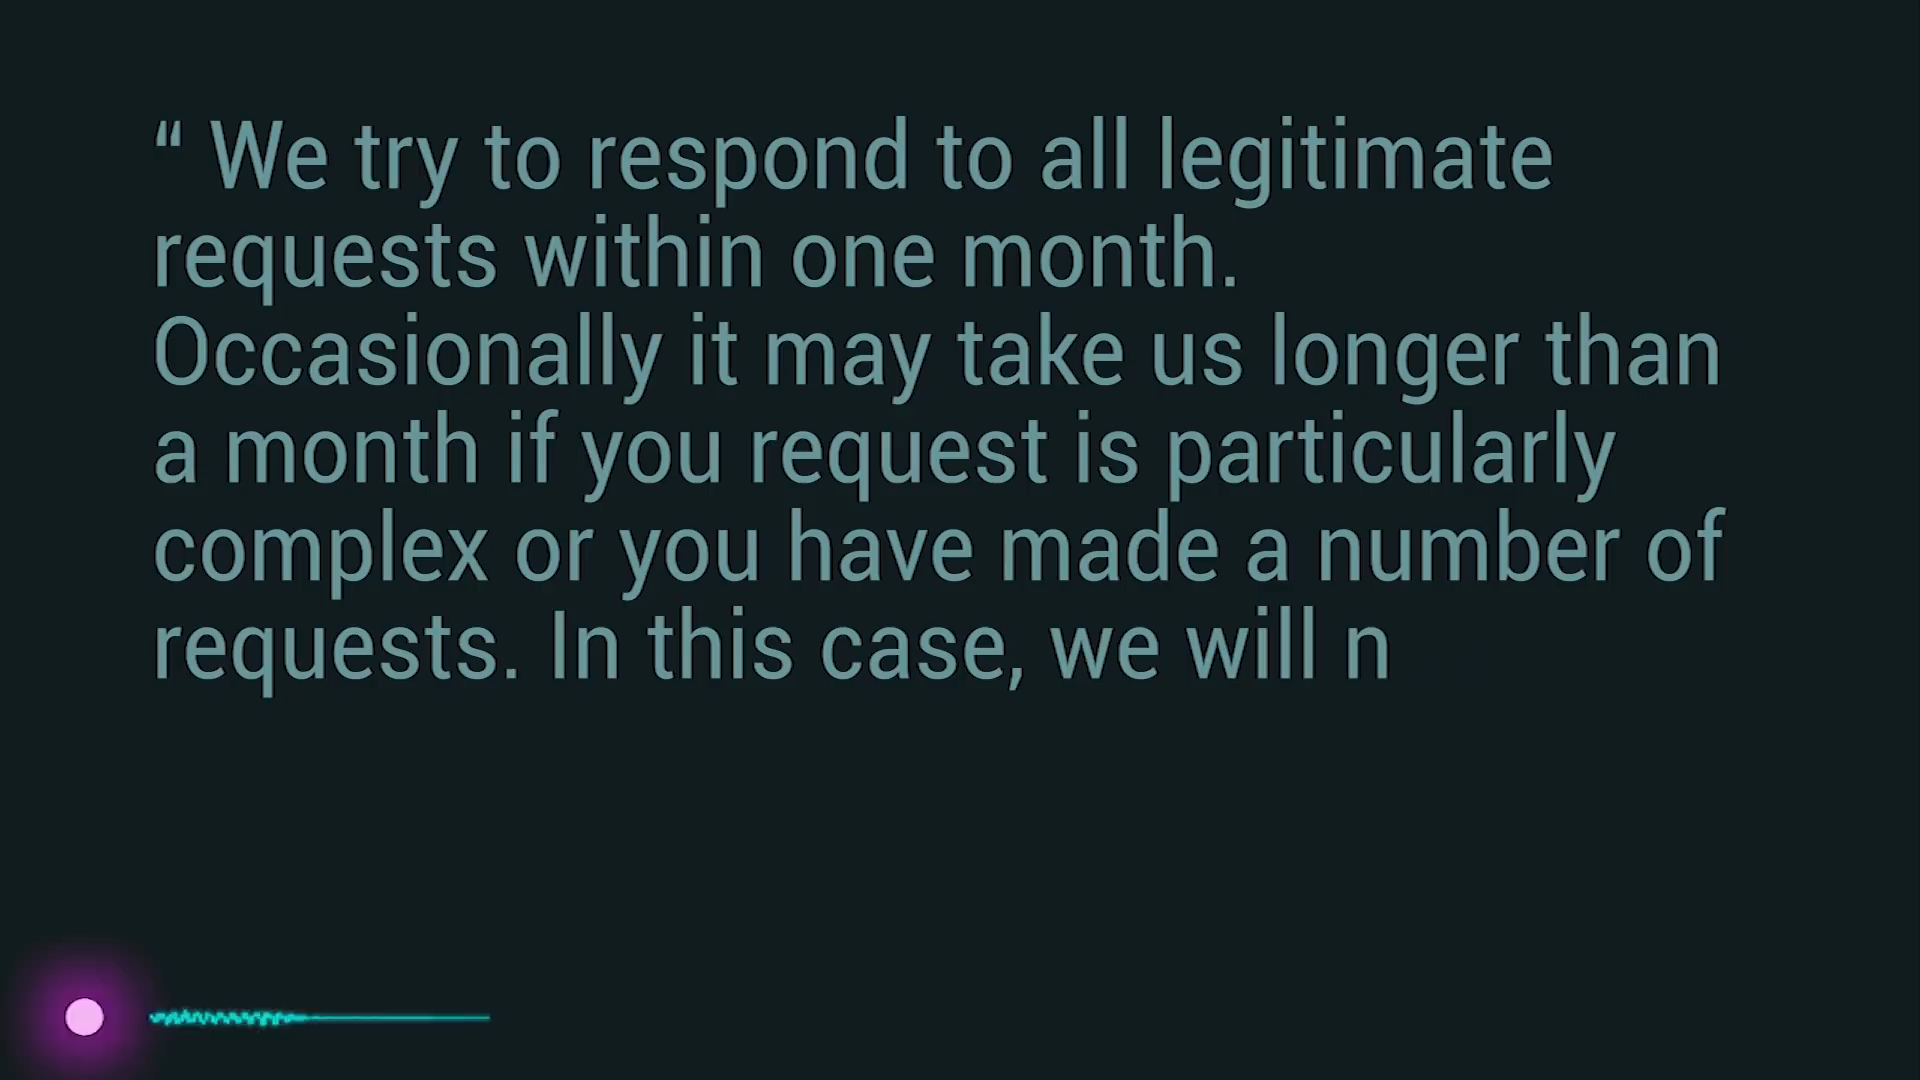 “ We try to respond to all legitimate
requests within one month.
Occasionally it may take us longer than
a month if you request is particularly
complex or you have made a number of
requests. In this case, we will n